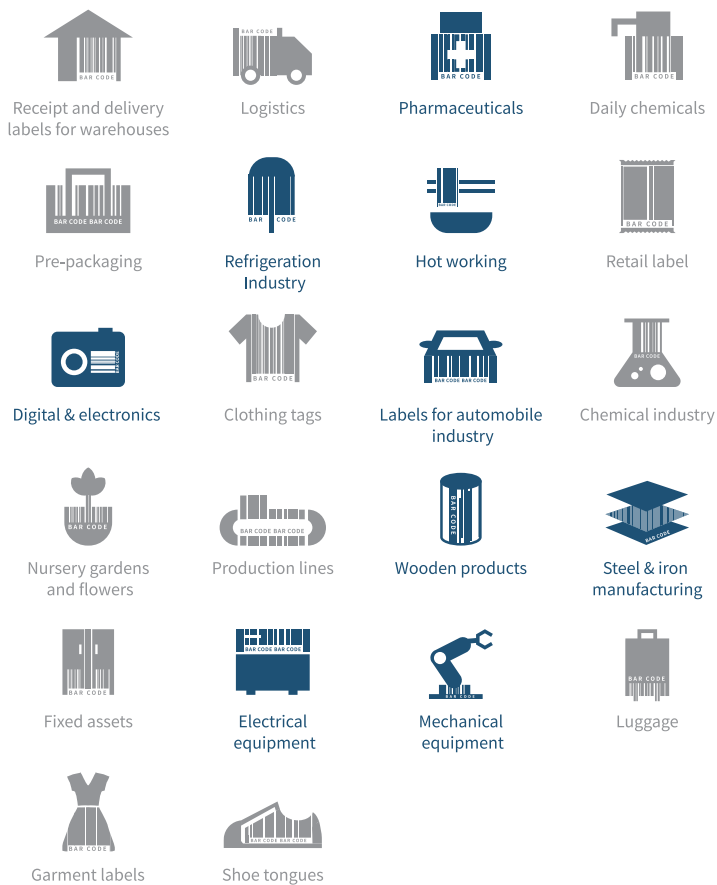 BAR CODE
BAR CODE
BAR CODE
BAR CODE
Receipt and delivery
labels for warehouses
Logistics
Pharmaceuticals
Daily chemicals
BAR CODE BAR CODE
BAR CODE
BAR CODE
BAR CODE
Pre-packaging
Refrigeration
Industry
Hot working
Retail label
BAR CODE
BAR CODE
BAR CODE BAR CODE
BAR CODE
Digital & electronics
Clothing tags
Labels for automobile
industry
Chemical industry
BAR CODE
BAR CODE BAR CODE
BAR CODE
BAR CODE
Nursery gardens
and flowers
Production lines
Wooden products
Steel & iron
manufacturing
BAR CODE
BAR CODE BAR CODE
BAR CODE
BAR CODE
Fixed assets
Electrical
equipment
Mechanical
equipment
Luggage
BAR CODE
BAR CODE BAR CODE
Garment labels
Shoe tongues